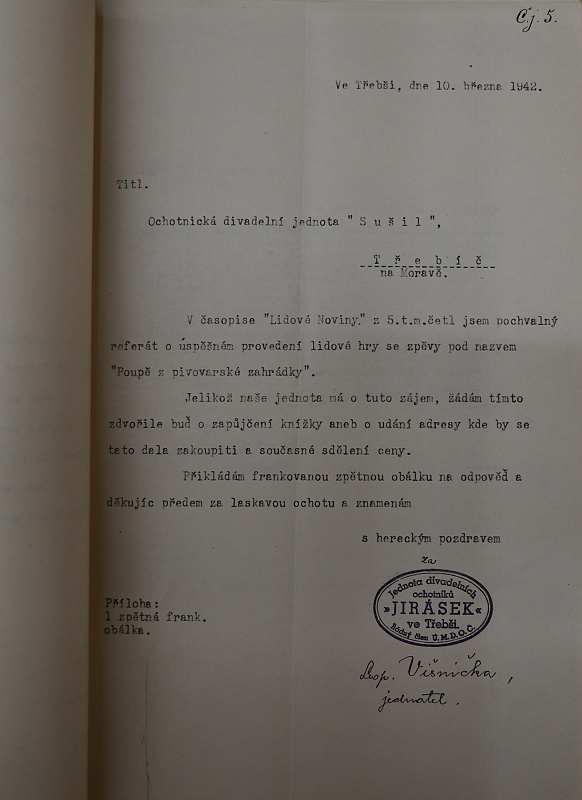 Čj. 5.
Ve Třebši, dne 10. března 1942.
Titl.
Ochotnická divadelní jednota " S u š i l ",
T ř e b í č
na Moravě.
V časopise "Lidové Noviny." z 5.t.m.četl jsem pochvalný
referát o úspěšném provedení lidové hry se zpěvy pod nazvem
"Poupě z pivovarské zahrádky".
Jelikož naše jednota má o tuto zájem, žádám tímto
zdvořile buď o zapůjčení knížky aneb o udání adresy kde by se
tato dala zakoupiti a současné sdělení ceny.
Přikládám frankovanou zpětnou obálku na odpověď a
děkujíc předem za laskavou ochotu a znamenám
s hereckým pozdravem
za
Jednota divadelních
ochotníků
»JIRÁSEK«
ve Třebši.
Řádný člen Ú.M.D.O.C.
Příloha:
1 zpětná frank.
obálka.
Višnička,
jednatel.